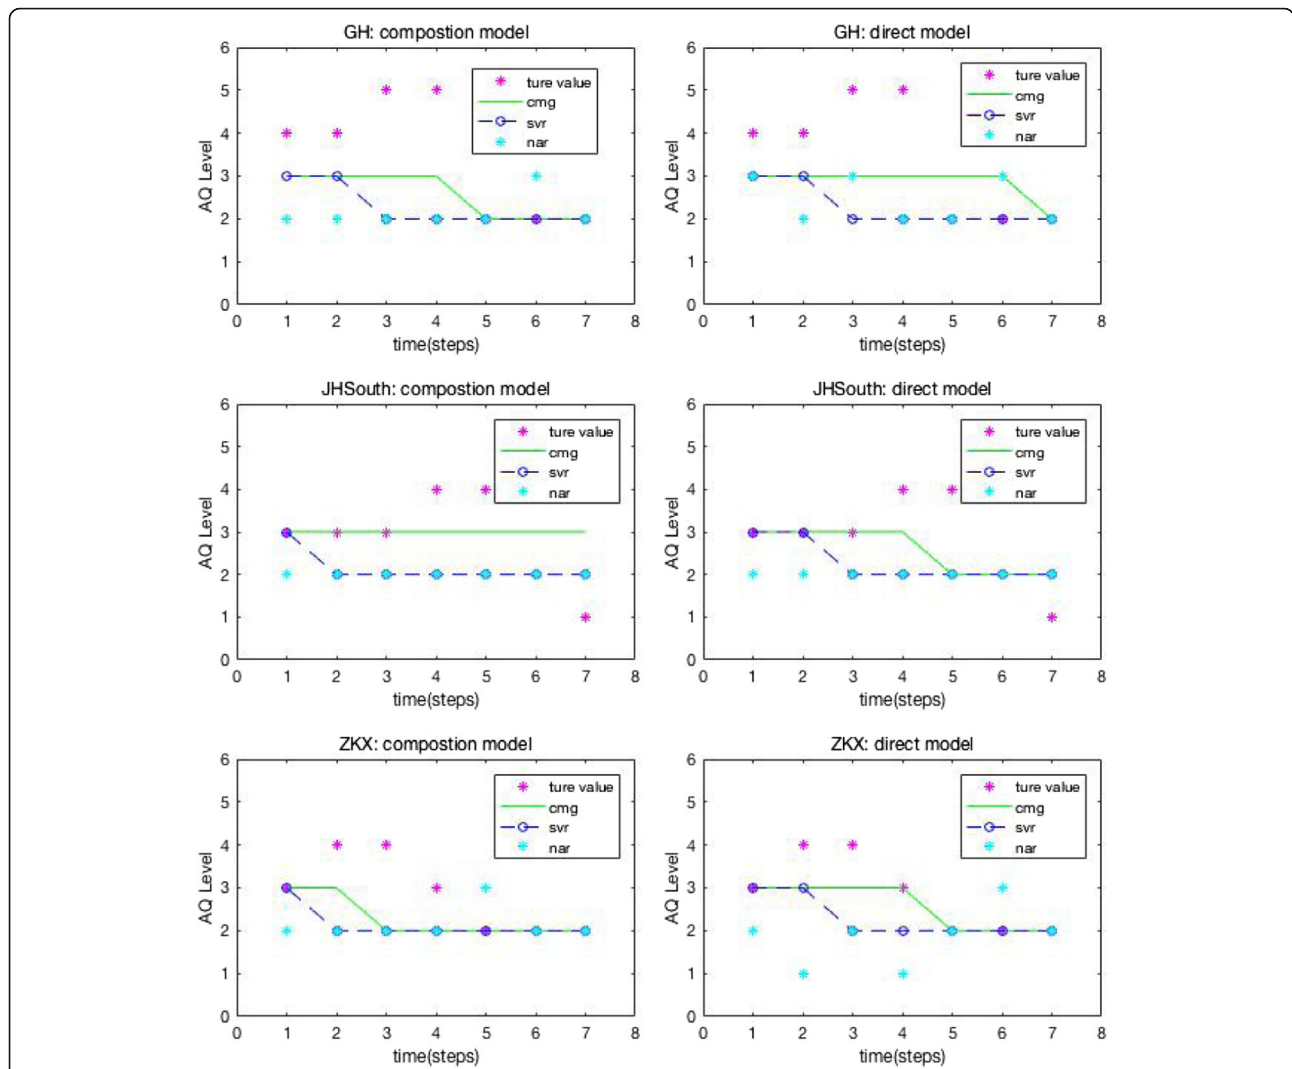 GH: compostion model
6
5
4
3
2
1
0
AQ Level
ture value
cmg
svr
nar
0 1 2 3 4 5 6 7 8
time(steps)
GH: direct model
6
5
4
3
2
1
0
AQ Level
ture value
cmg
svr
nar
0 1 2 3 4 5 6 7 8
time(steps)
JHSouth: compostion model
6
5
4
3
2
1
0
AQ Level
ture value
cmg
svr
nar
0 1 2 3 4 5 6 7 8
time(steps)
JHSouth: direct model
6
5
4
3
2
1
0
AQ Level
ture value
cmg
svr
nar
0 1 2 3 4 5 6 7 8
time(steps)
ZKX: compostion model
6
5
4
3
2
1
0
AQ Level
ture value
cmg
svr
nar
0 1 2 3 4 5 6 7 8
time(steps)
ZKX: direct model
6
5
4
3
2
1
0
AQ Level
ture value
cmg
svr
nar
0 1 2 3 4 5 6 7 8
time(steps)